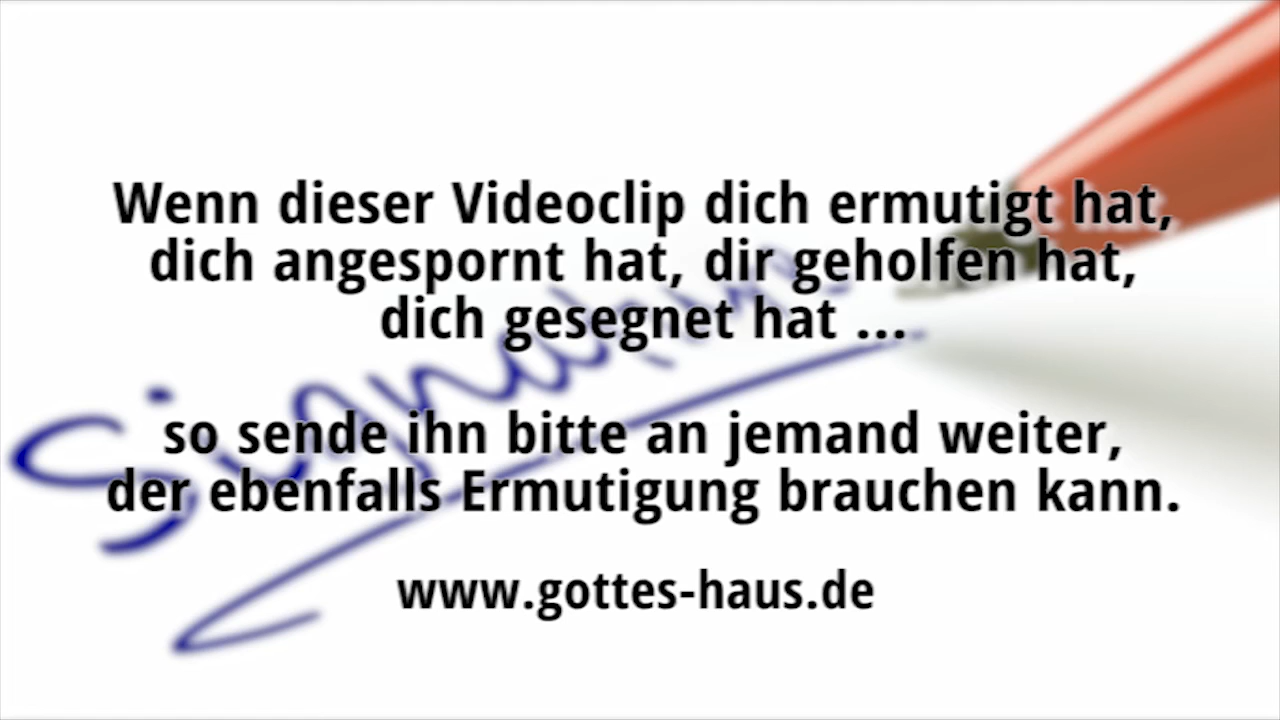 Wenn dieser Videoclip dich ermutigt hat,
dich angespornt hat, dir geholfen hat,
dich gesegnet hat ...
so sende ihn bitte an jemand weiter,
der ebenfalls Ermutigung brauchen kann.
www.gottes-haus.de